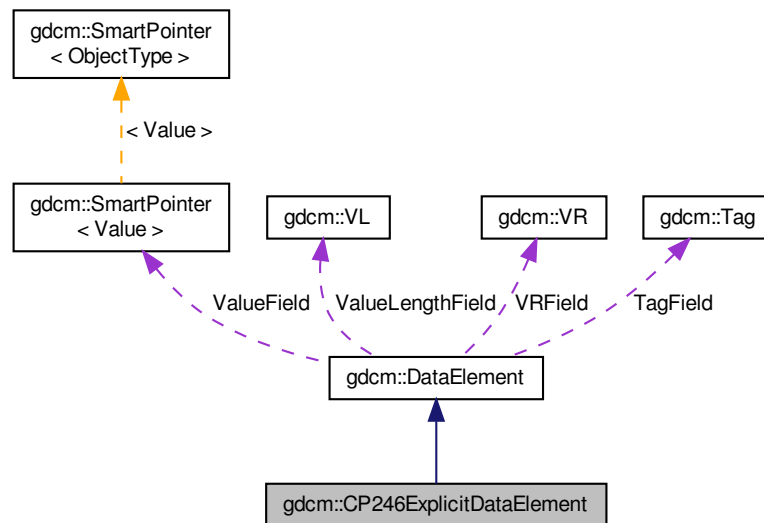 gdcm::SmartPointer
< ObjectType >
< Value >
gdcm::SmartPointer
< Value >
gdcm::VL
gdcm::VR
gdcm::Tag
ValueField
ValueLengthField
VRField
TagField
gdcm::DataElement
gdcm::CP246ExplicitDataElement